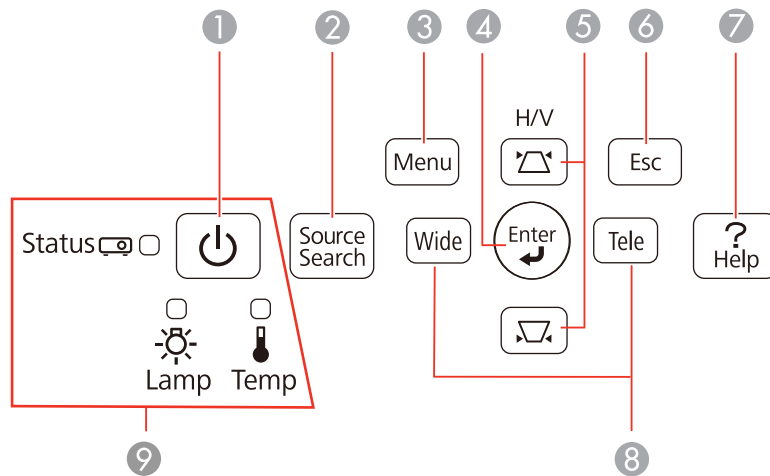 1 2 3 4 5 6 7
H/V
Menu
Esc
Status
Source
Search
Wide
Enter
Tele
?
Help
Lamp
Temp
9 8